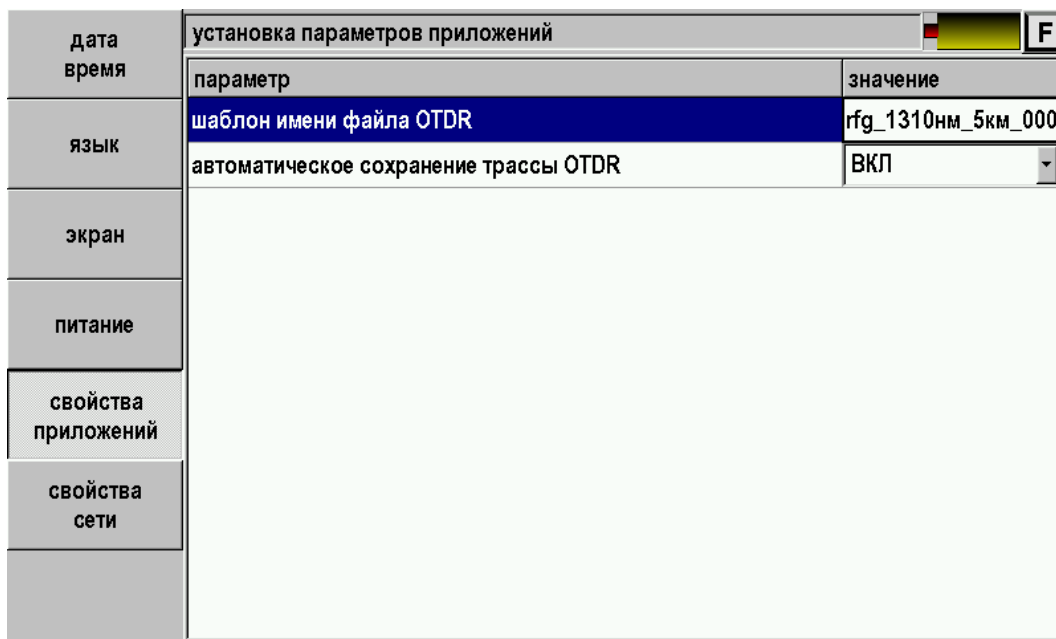 дата
время
язык
экран
питание
свойства
приложений
свойства
сети
установка параметров приложений
F
параметр значение
шаблон имени файла OTDR rfg_1310нм_5км_000
автоматическое сохранение трассы OTDR ВКЛ